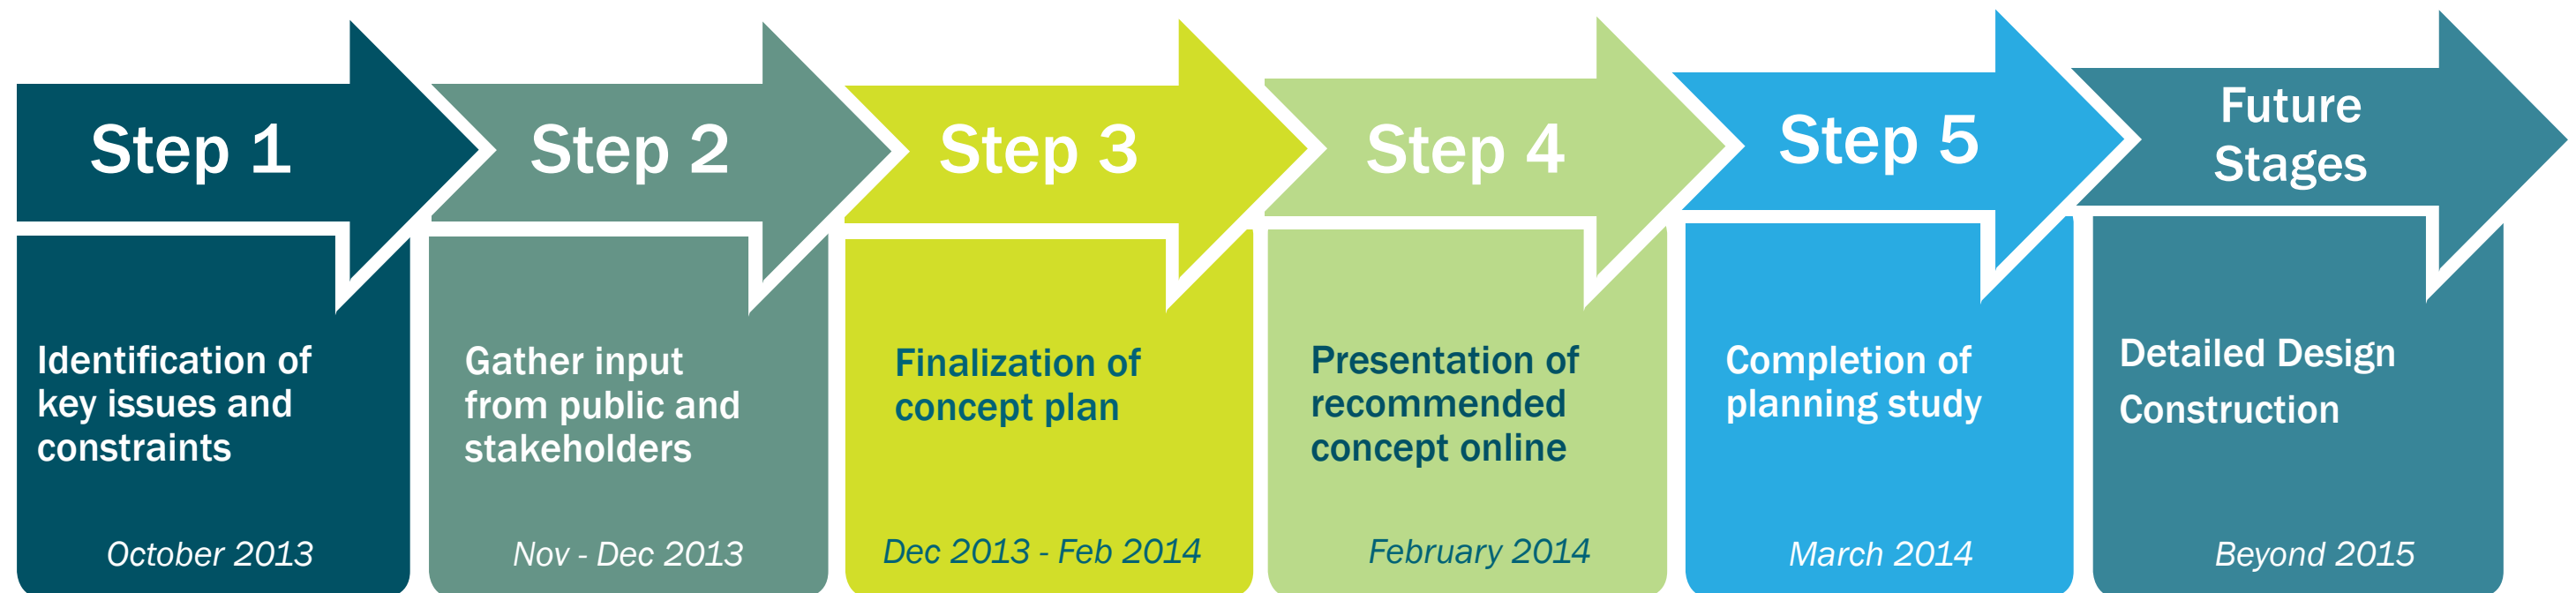 Step 1
Identification of
key issues and
constraints
October 2013
Step 2
Gather input
from public and
stakeholders
Nov - Dec 2013
Step 3
Finalization of
concept plan
Dec 2013 - Feb 2014
Step 4
Presentation of
recommended
concept online
February 2014
Step 5
Completion of
planning study
March 2014
Future
Stages
Detailed Design
Construction
Beyond 2015